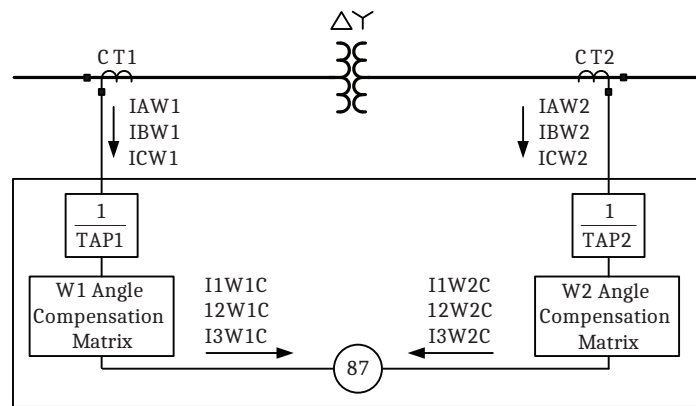 ΔY
CT1
CT2
IAW1
IBW1
ICW1
IAW2
IBW2
ICW2
1
TAP1
1
TAP2
W1 Angle
Compensation
Matrix
I1W1C
12W1C
I3W1C
I1W2C
12W2C
I3W2C
W2 Angle
Compensation
Matrix
87